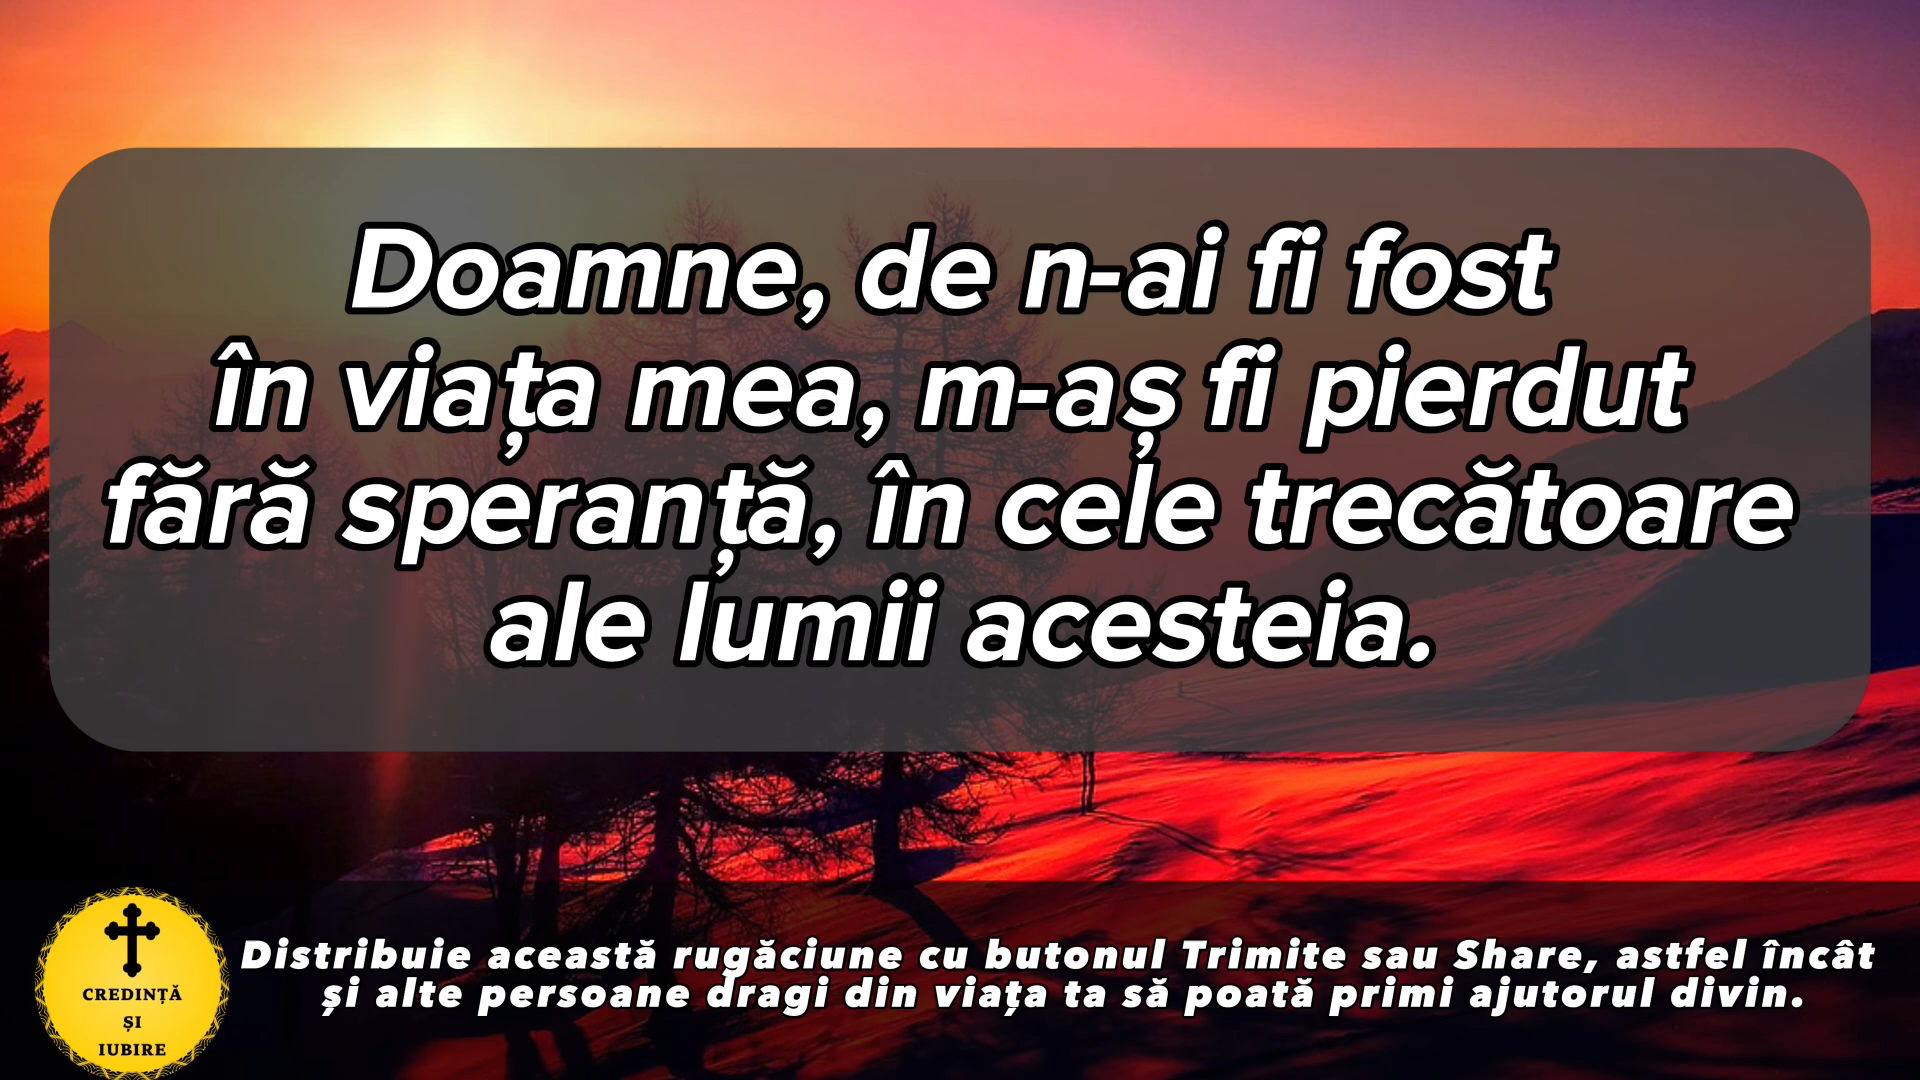 Doamne, de n-ai fi fost
în viața mea, m-aș fi pierdut
fără speranță, în cele trecătoare
ale lumii acesteia.
CREDINȚĂ
ȘI
IUBIRE
Distribuie această rugăciune cu butonul Trimite sau Share, astfel încât
și alte persoane dragi din viața ta să poată primi ajutorul divin.